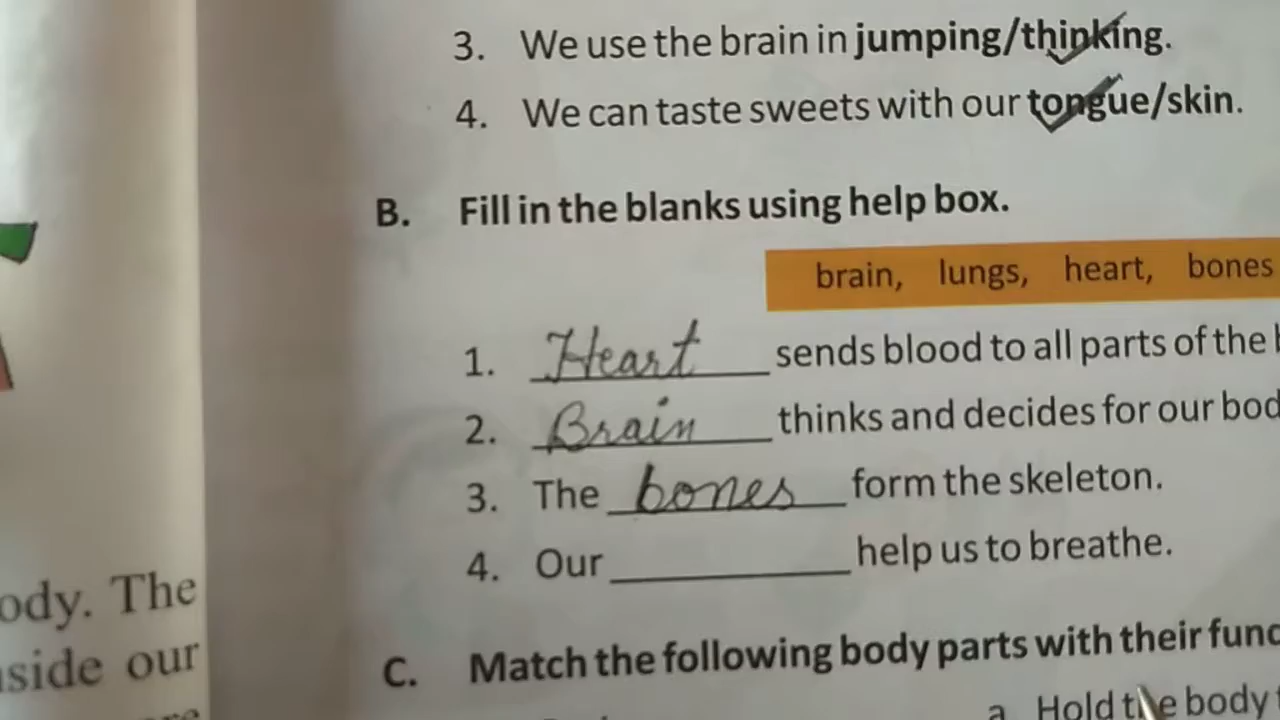 3. We use the brain in jumping/thinking.
4. We can taste sweets with our tongue/skin.
B. Fill in the blanks using help box.
brain, lungs, heart, bones
1. Heart sends blood to all parts of the
2. Brain thinks and decides for our
3. The bones form the skeleton.
4. Our ____________ help us to breathe.
ody. The
side our
C. Match the following body parts with their
a Hold the body